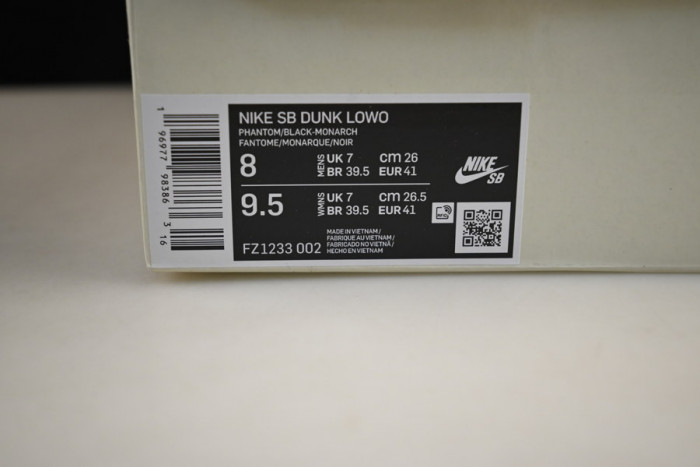 NIKE SB DUNK LOWO
PHANTOM/BLACK-MONARCH
FANTOME/MONARQUE/NOIR
8 MENS UK 7 cm 26
BR 39.5 EUR 41
9.5 WMNS UK 7 cm 26.5
BR 39.5 EUR 41
FZ1233 002
MADE IN VIETNAM/
FABRIQUE AU VIETNAM/
FABRICADO NO VIETNÃ/
HECHO EN VIETNAM
NIKE
SB
RFID
1 96977 98386 3 16